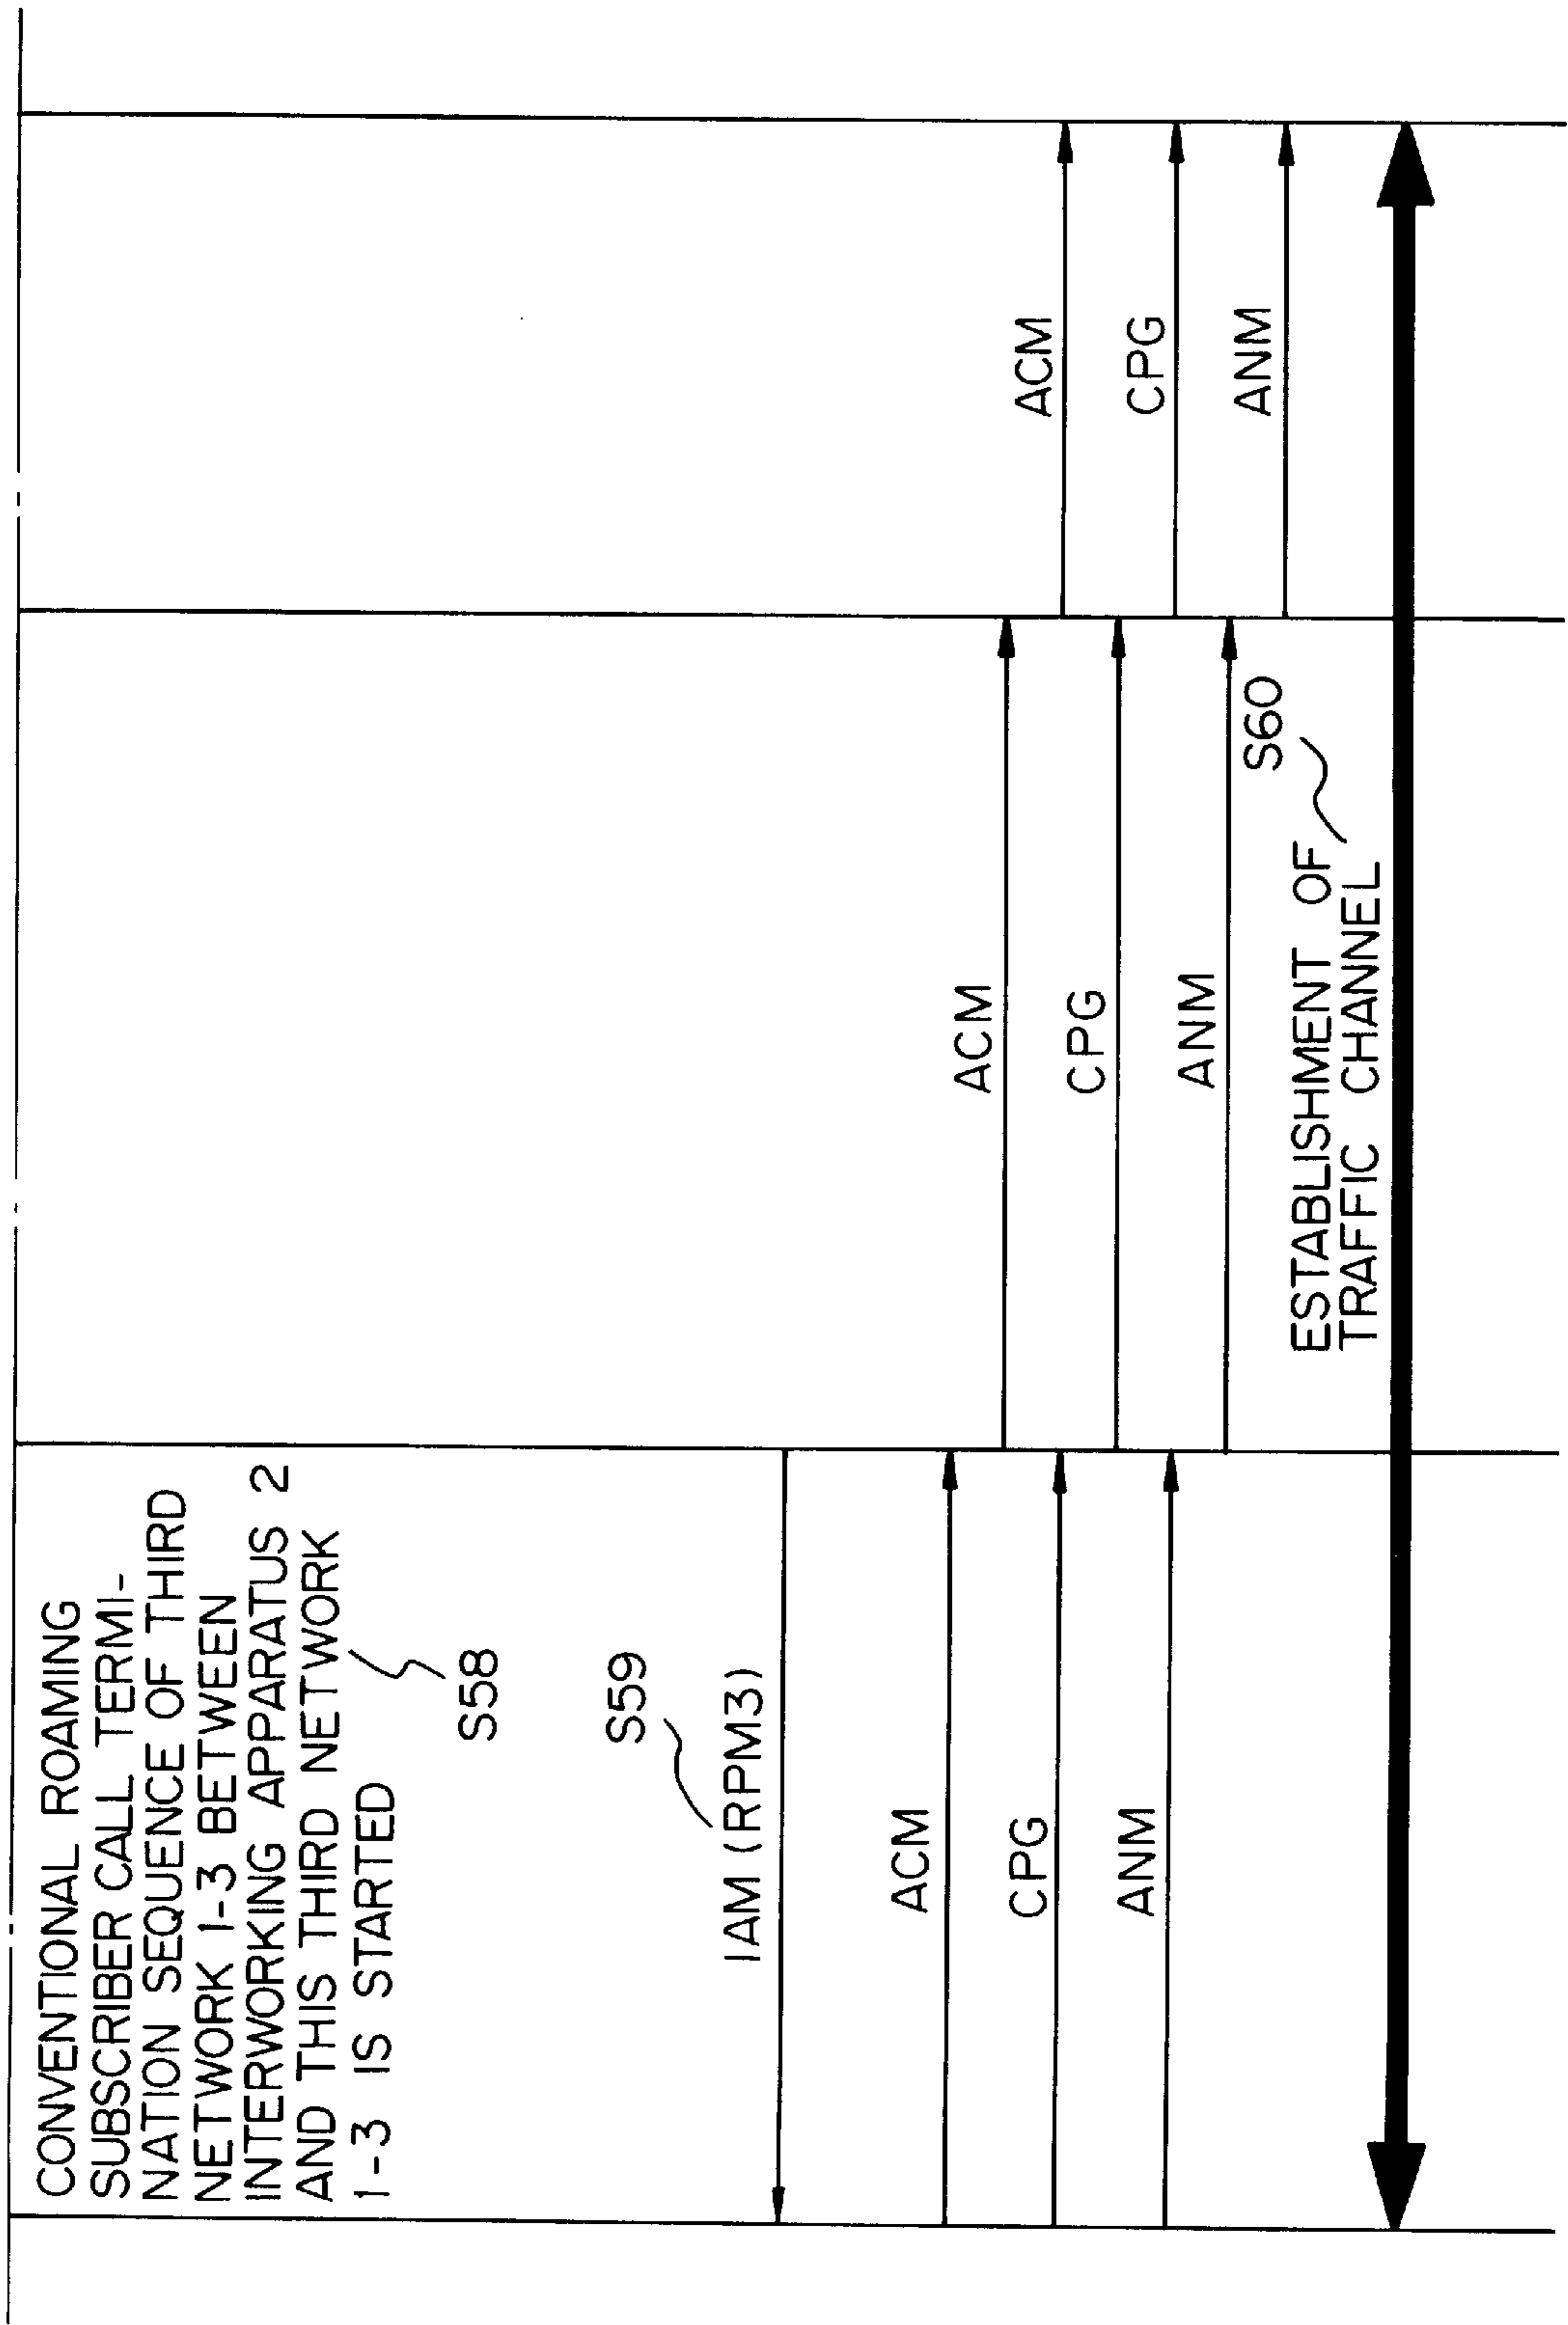 CONVENTIONAL ROAMING
SUBSCRIBER CALL TERMI-
NATION SEQUENCE OF THIRD
NETWORK 1-3 BETWEEN
INTERWORKING APPARATUS 2
AND THIS THIRD NETWORK
1-3 IS STARTED
S58
S59
IAM (RPM3)
ACM
CPG
ANM
ACM
CPG
ANM
ACM
CPG
ANM
S60
ESTABLISHMENT OF
TRAFFIC CHANNEL